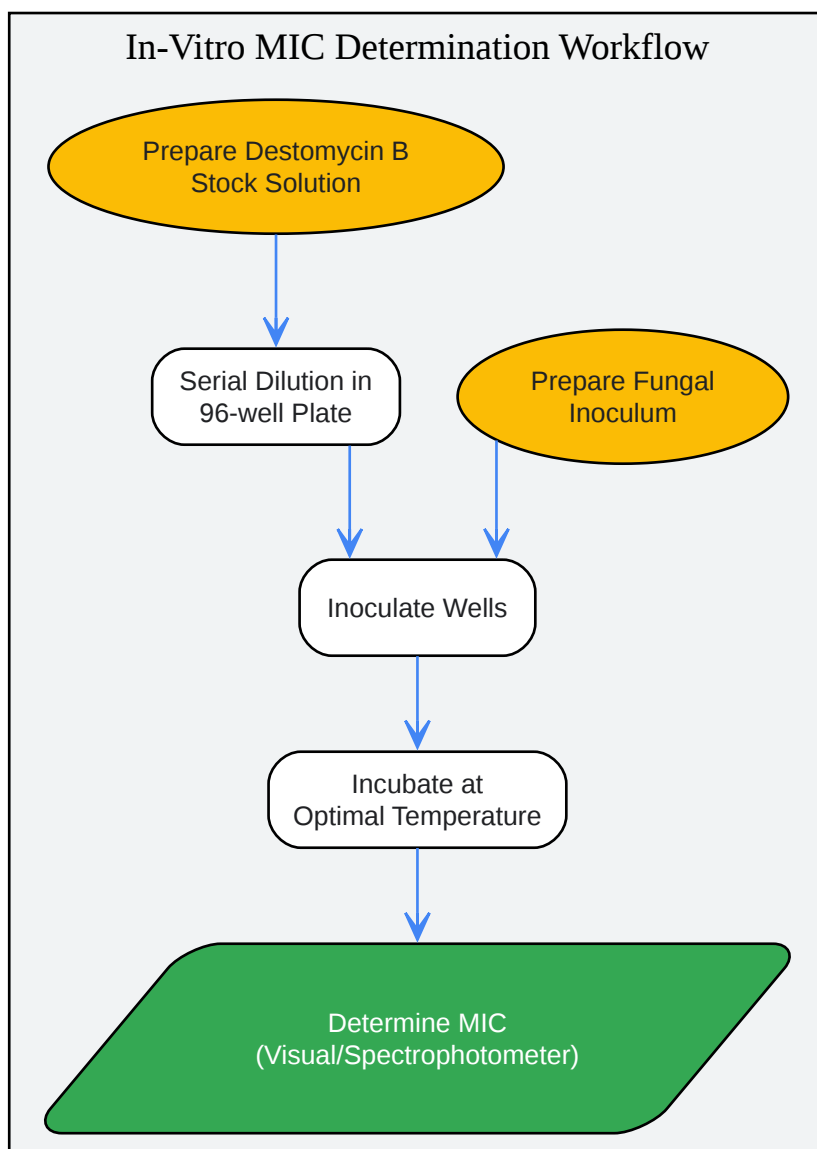 In-Vitro MIC Determination Workflow
Prepare Destomycin B
Stock Solution
Serial Dilution in
96-well Plate
Prepare Fungal
Inoculum
Inoculate Wells
Incubate at
Optimal Temperature
Determine MIC
(Visual/Spectrophotometer)